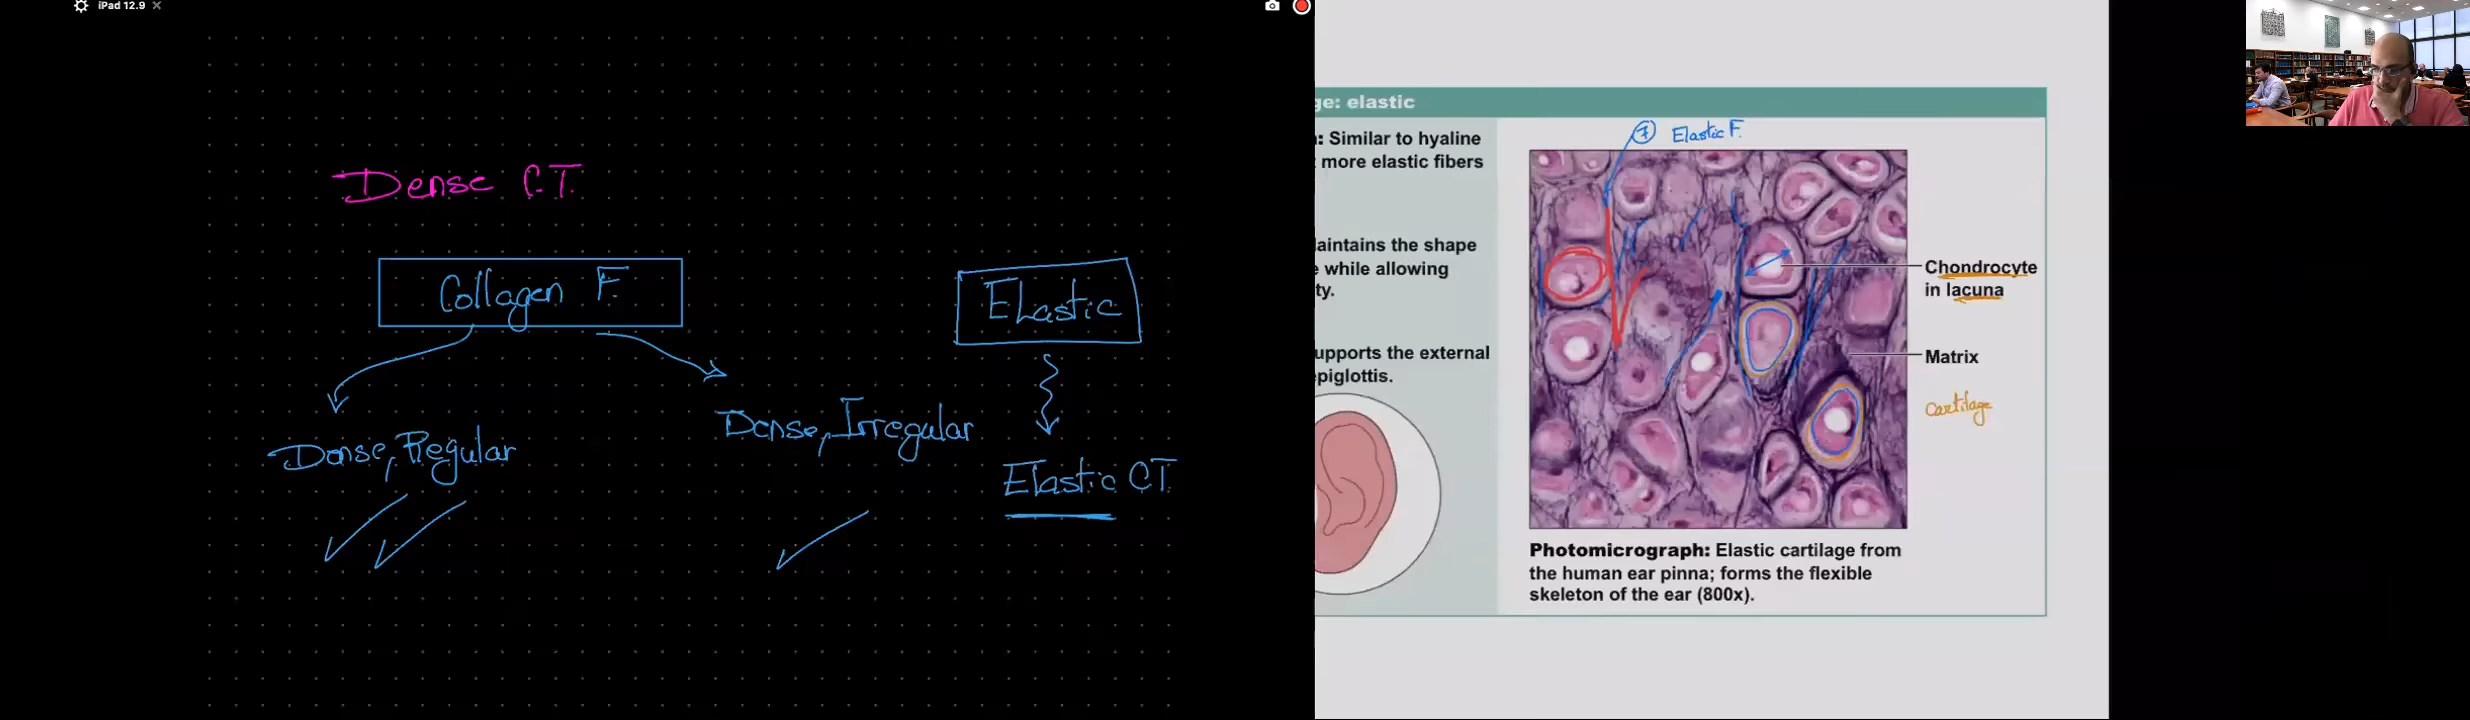 iPad 12.9
Dense C.T.
Collagen F.
Elastic
Dense, Regular
Dense, Irregular
Elastic CT
ge: elastic
: Similar to hyaline
more elastic fibers
aintains the shape
e while allowing
ty.
upports the external
piglottis.
Elastic F.
Chondrocyte
in lacuna
Matrix
Cartilage
Photomicrograph: Elastic cartilage from
the human ear pinna; forms the flexible
skeleton of the ear (800x).